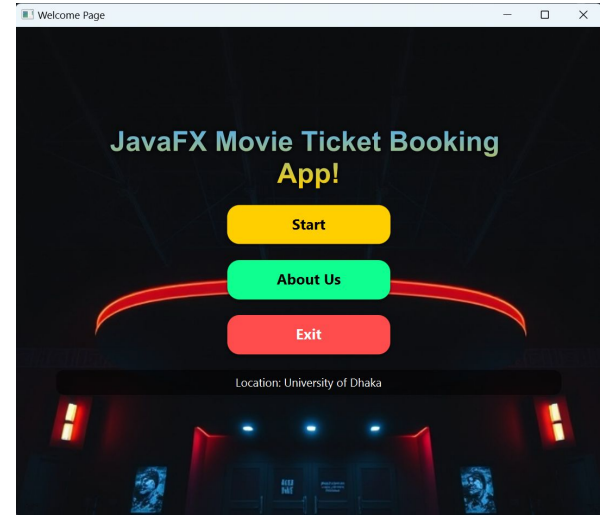 Welcome Page
JavaFX Movie Ticket Booking
App!
Start
About Us
Exit
Location: University of Dhaka